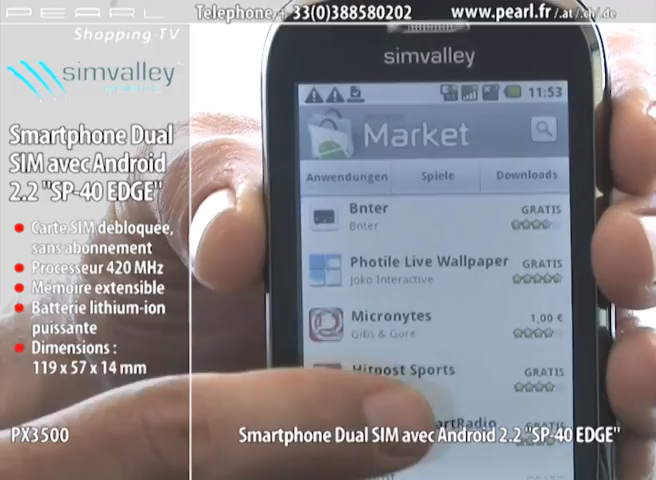 PEARL
Shopping-TV
Telephone + 33(0)388580202
www.pearl.fr /.at /.ch /.de
simvalley
MOBILE
Smartphone Dual
SIM avec Android
2.2 "SP-40 EDGE"
Carte SIM débloquée,
sans abonnement
Processeur 420 MHz
Mémoire extensible
Batterie lithium-ion
puissante
Dimensions :
119 x 57 x 14 mm
PX3500
simvalley
11:53
Market
Anwendungen
Spiele
Downloads
Bnter
GRATIS
Bnter
Photile Live Wallpaper
GRATIS
Joko Interactive
Micronytes
1,00 €
Gibs & Gore
Hitpost Sports
GRATIS
artRadio
Smartphone Dual SIM avec Android 2.2 "SP-40 EDGE"